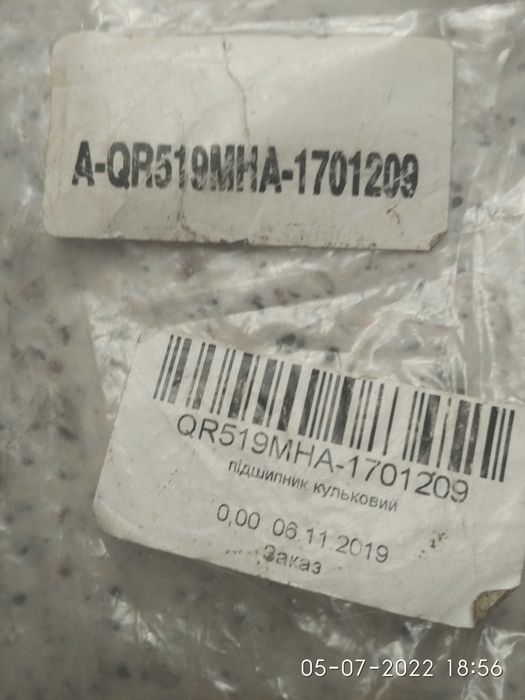 A-QR519MHA-1701209
QR519MHA-1701209
підшипник кульковий
0,00 06.11.2019
Заказ
05-07-2022 18:56